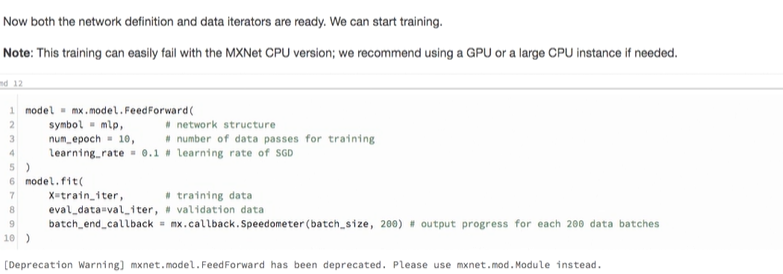 Now both the network definition and data iterators are ready. We can start training.
Note: This training can easily fail with the MXNet CPU version; we recommend using a GPU or a large CPU instance if needed.
md 12
1 model = mx.model.FeedForward(
2     symbol = mlp,       # network structure
3     num_epoch = 10,     # number of data passes for training
4     learning_rate = 0.1 # learning rate of SGD
5 )
6 model.fit(
7     X=train_iter,       # training data
8     eval_data=val_iter, # validation data
9     batch_end_callback = mx.callback.Speedometer(batch_size, 200) # output progress for each 200 data batches
10 )
[Deprecation Warning] mxnet.model.FeedForward has been deprecated. Please use mxnet.mod.Module instead.